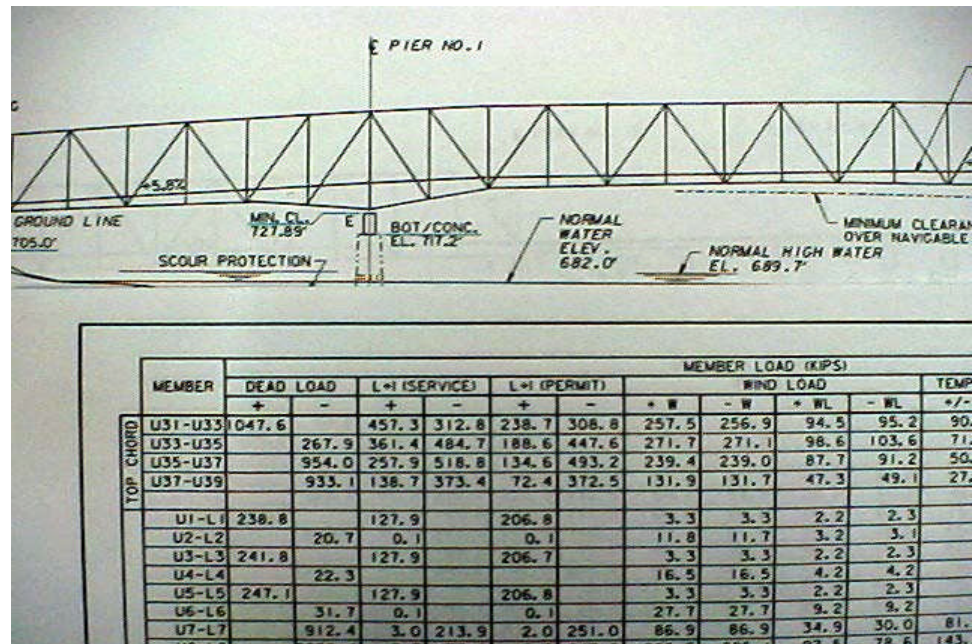 ℄ PIER NO.1
+5.8%
GROUND LINE
705.0'
MIN. CL.
727.89'
E
BOT/CONC.
EL. 717.2'
NORMAL
WATER
ELEV.
682.0'
MINIMUM
OVER NAVIGABLE
NORMAL HIGH WATER
EL. 689.7'
SCOUR PROTECTION
MEMBER LOAD (KIPS)
MEMBER DEAD LOAD L+I (SERVICE) L+I (PERMIT) WIND LOAD
+ - + - + - + W - W + WL - WL +/-
TOP CHORD
U31-U33 1047.6 457.3 312.8 238.7 308.8 257.5 256.9 94.5 95.2 90.
U33-U35 267.9 361.4 484.7 188.6 447.6 271.7 271.1 98.6 103.6 71.
U35-U37 954.0 257.9 518.8 134.6 493.2 239.4 239.0 87.7 91.2 50.
U37-U39 933.1 138.7 373.4 72.4 372.5 131.9 131.7 47.3 49.1 27.
U1-L1 238.8 127.9 206.8 3.3 3.3 2.2 2.3
U2-L2 20.7 0.1 0.1 11.8 11.7 3.2 3.1
U3-L3 241.8 127.9 206.7 3.3 3.3 2.2 2.3
U4-L4 22.3 16.5 16.5 4.2 4.2
U5-L5 247.1 127.9 206.8 3.3 3.3 2.2 2.3
U6-L6 31.7 0.1 0.1 27.7 27.7 9.2 9.2
U7-L7 912.4 3.0 213.9 2.0 251.0 86.9 86.9 34.9 30.0 81.